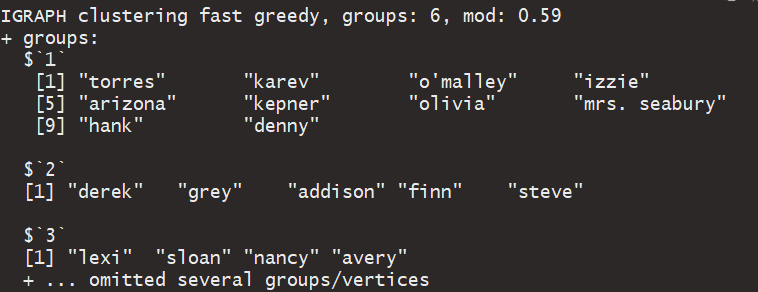 IGRAPH clustering fast greedy, groups: 6, mod: 0.59
+ groups:
  $`1`
   [1] "torres"       "karev"        "o'malley"     "izzie"
   [5] "arizona"      "kepner"       "olivia"       "mrs. seabury"
   [9] "hank"         "denny"

  $`2`
  [1] "derek"   "grey"    "addison" "finn"    "steve"

  $`3`
  [1] "lexi"  "sloan" "nancy" "avery"
  + ... omitted several groups/vertices